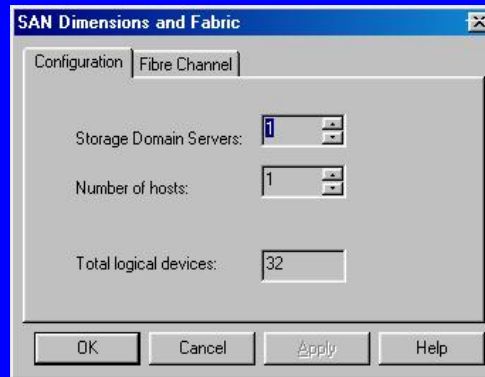 SAN Dimensions and Fabric
Configuration Fibre Channel
Storage Domain Servers: 1
Number of hosts: 1
Total logical devices: 32
OK Cancel Apply Help